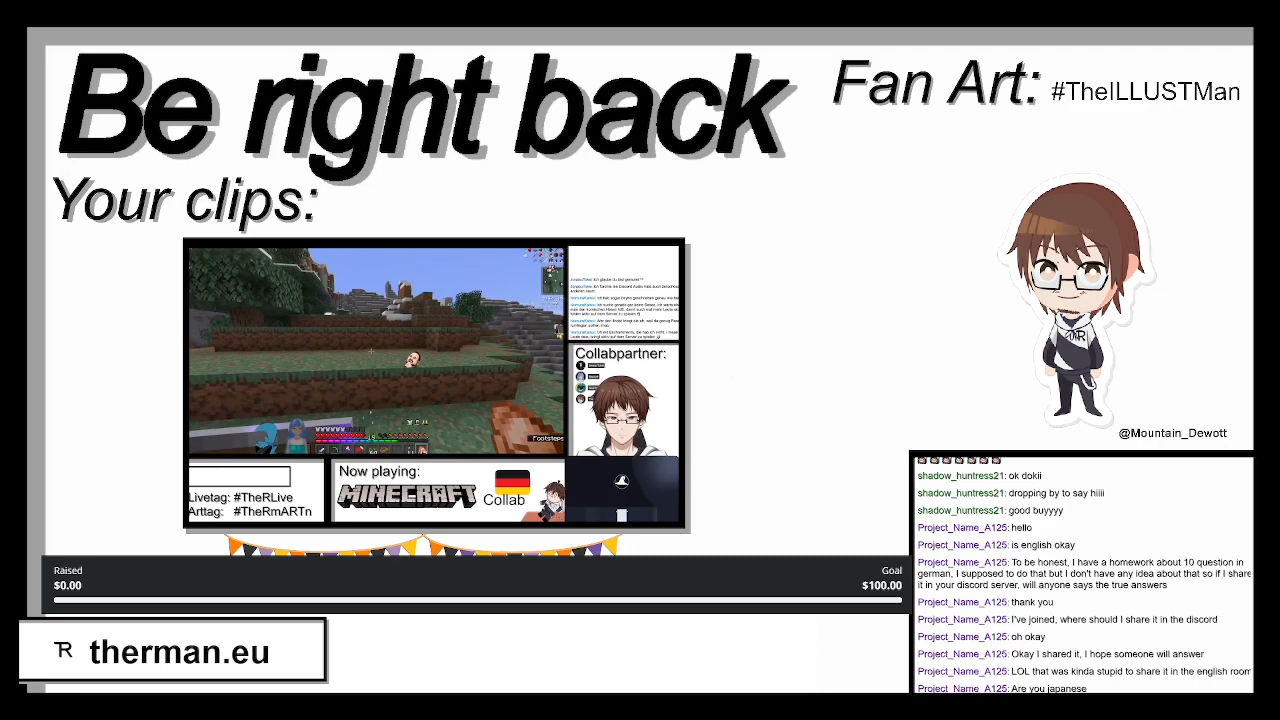 Be right back
Fan Art: #TheILLUSTMan
Your clips:
Collabpartner:
Footsteps
Now playing:
MINECRAFT
Collab
Livetag: #TheRLive
Arttag: #TheRmARTn
@Mountain_Dewott
Raised
$0.00
Goal
$100.00
therman.eu
shadow_huntress21: ok dokii
shadow_huntress21: dropping by to say hiiii
shadow_huntress21: good buyyyy
Project_Name_A125: hello
Project_Name_A125: is english okay
Project_Name_A125: To be honest, I have a homework about 10 question in
german, I supposed to do that but I don't have any idea about that so if I share
it in your discord server, will anyone says the true answers
Project_Name_A125: thank you
Project_Name_A125: I've joined, where should I share it in the discord
Project_Name_A125: oh okay
Project_Name_A125: Okay I shared it, I hope someone will answer
Project_Name_A125: LOL that was kinda stupid to share it in the english room
Project_Name_A125: Are you japanese